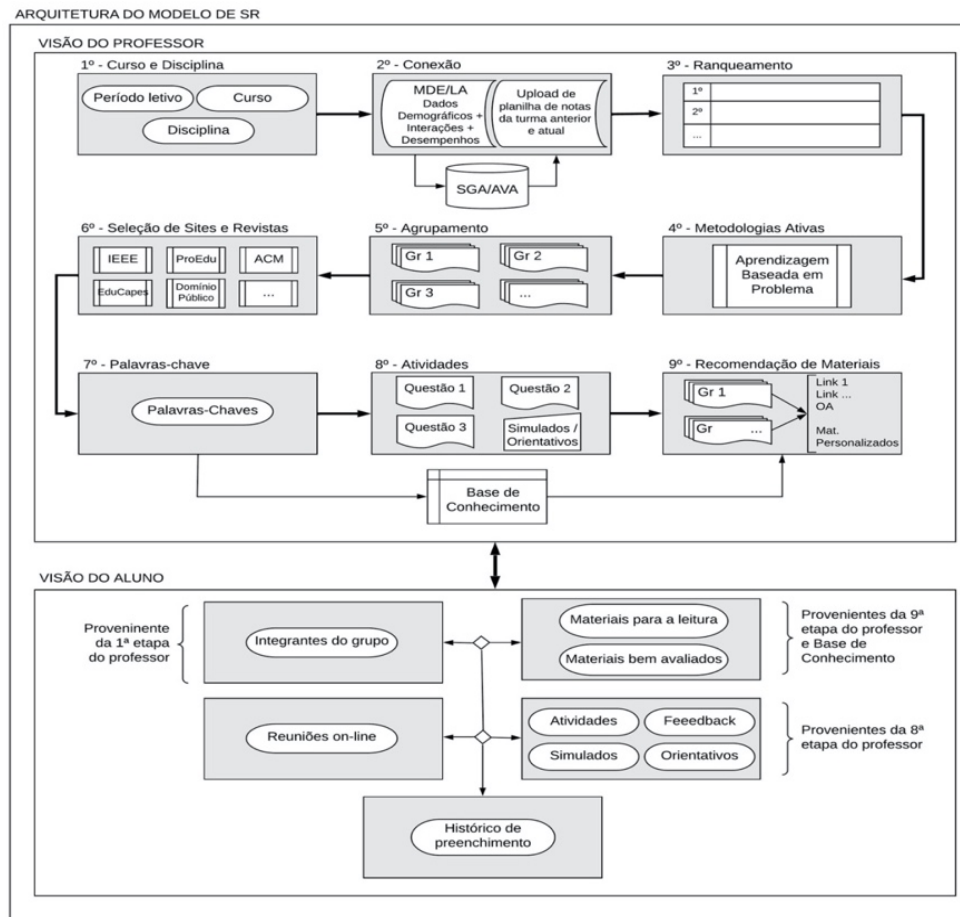 ARQUITETURA DO MODELO DE SR
VISÃO DO PROFESSOR
1º - Curso e Disciplina
Período letivo
Curso
Disciplina
2º - Conexão
MDE/LA
Dados
Demográficos +
Interações +
Desempenhos
Upload de
planilha de notas
da turma anterior
e atual
SGA/AVA
3º - Ranqueamento
1º
2º
...
6º - Seleção de Sites e Revistas
IEEE
ProEdu
ACM
EduCapes
Domínio
Público
...
5º - Agrupamento
Gr 1
Gr 2
Gr 3
...
4º - Metodologias Ativas
Aprendizagem
Baseada em
Problema
7º - Palavras-chave
Palavras-Chaves
8º - Atividades
Questão 1
Questão 2
Questão 3
Simulados /
Orientativos
9º - Recomendação de Materiais
Gr 1
Gr ...
Link 1
Link ...
OA
Mat.
Personalizados
Base de
Conhecimento
VISÃO DO ALUNO
Proveninente
da 1ª etapa
do professor
Integrantes do grupo
Materiais para a leitura
Materiais bem avaliados
Provenientes da 9ª
etapa do professor
e Base de
Conhecimento
Reuniões on-line
Atividades
Feeedback
Simulados
Orientativos
Provenientes da 8ª
etapa do professor
Histórico de
preenchimento